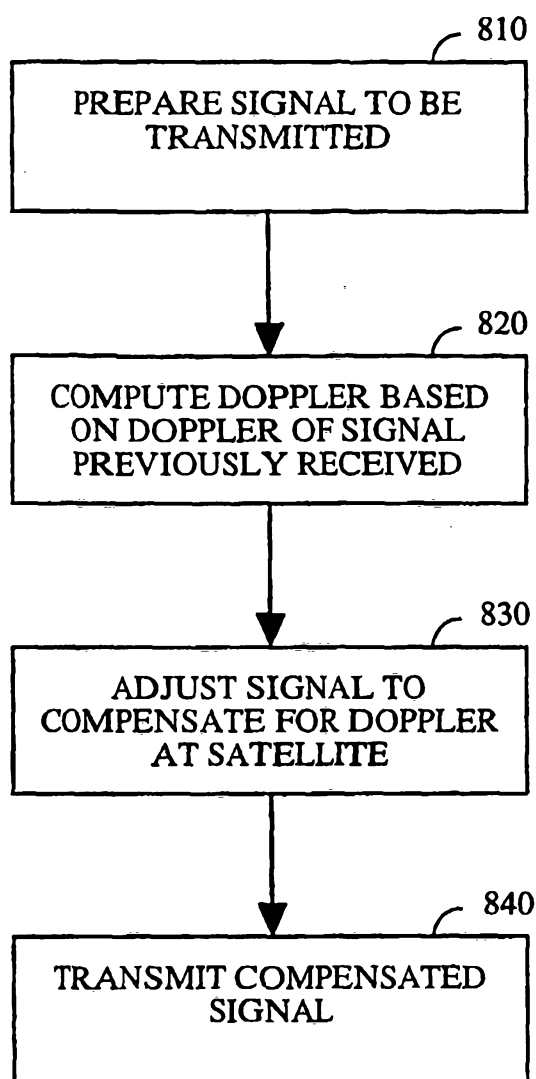 810
PREPARE SIGNAL TO BE
TRANSMITTED
820
COMPUTE DOPPLER BASED
ON DOPPLER OF SIGNAL
PREVIOUSLY RECEIVED
830
ADJUST SIGNAL TO
COMPENSATE FOR DOPPLER
AT SATELLITE
840
TRANSMIT COMPENSATED
SIGNAL